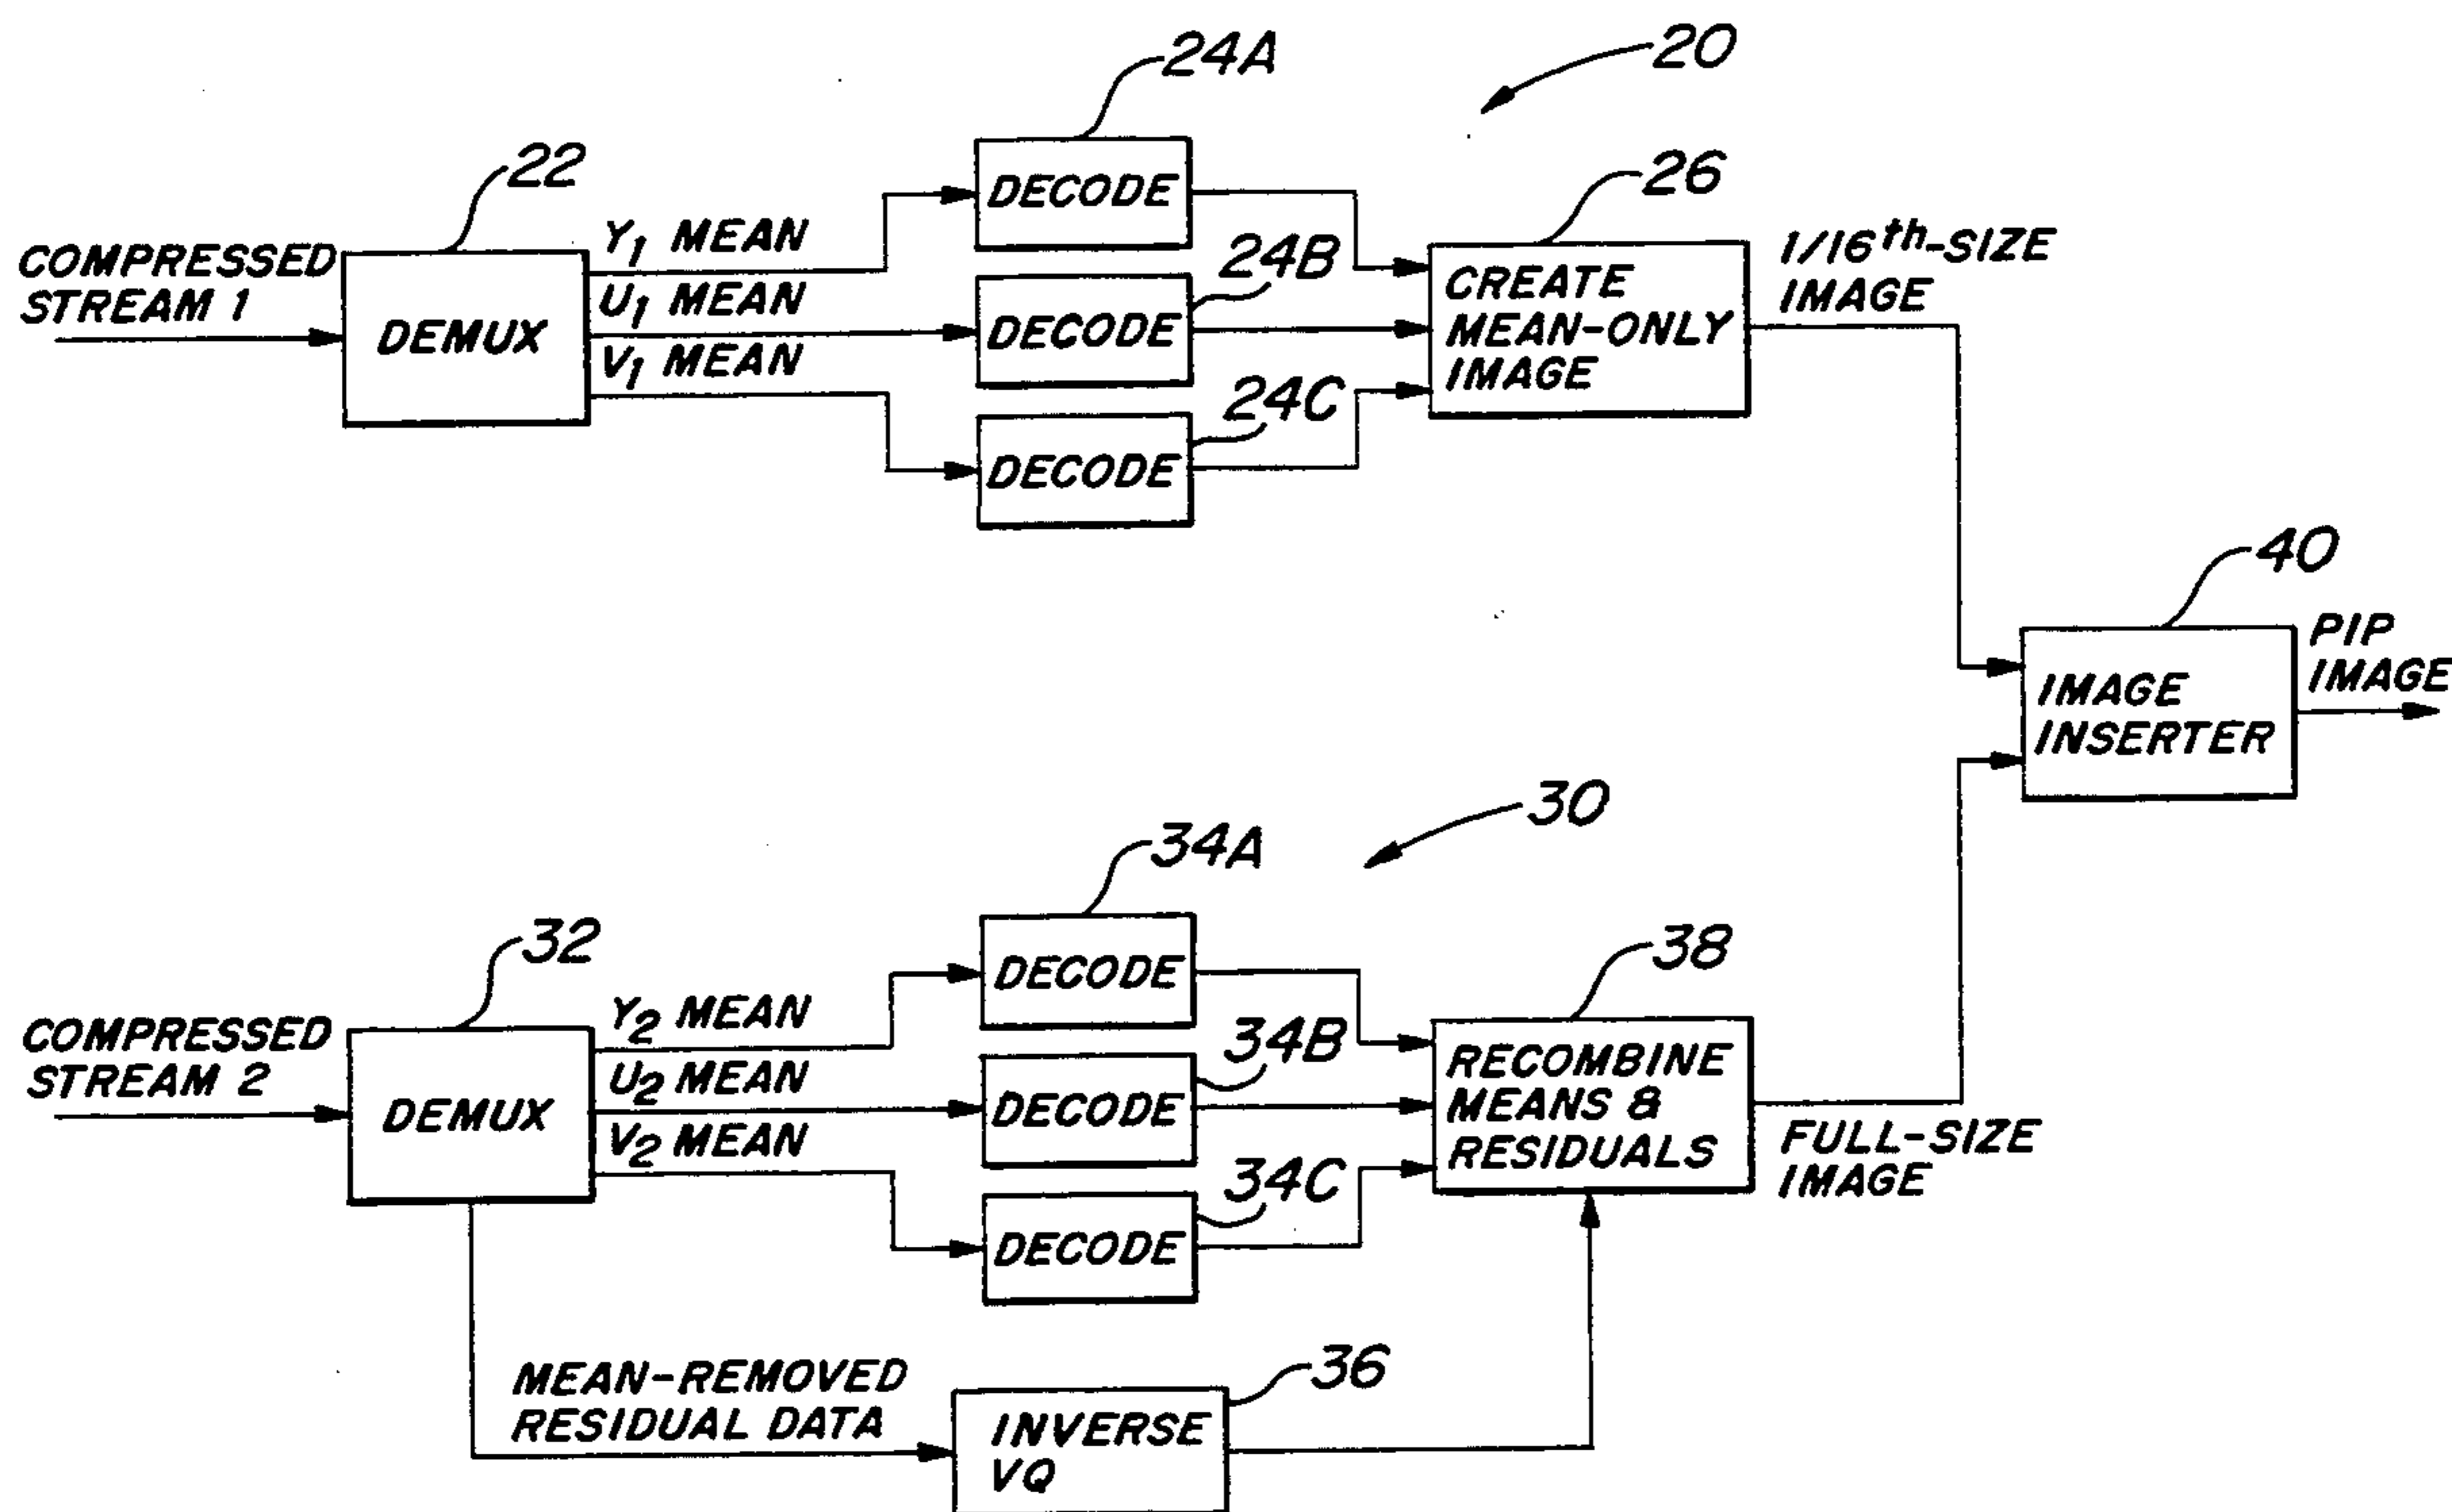 20
24A
22
26
COMPRESSED
STREAM 1
DEMUX
Y1 MEAN
U1 MEAN
V1 MEAN
DECODE
24B
DECODE
24C
DECODE
CREATE
MEAN-ONLY
IMAGE
1/16th-SIZE
IMAGE
40
IMAGE
INSERTER
PIP
IMAGE
30
34A
32
38
COMPRESSED
STREAM 2
DEMUX
Y2 MEAN
U2 MEAN
V2 MEAN
DECODE
34B
DECODE
34C
DECODE
RECOMBINE
MEANS &
RESIDUALS
FULL-SIZE
IMAGE
MEAN-REMOVED
RESIDUAL DATA
36
INVERSE
VQ